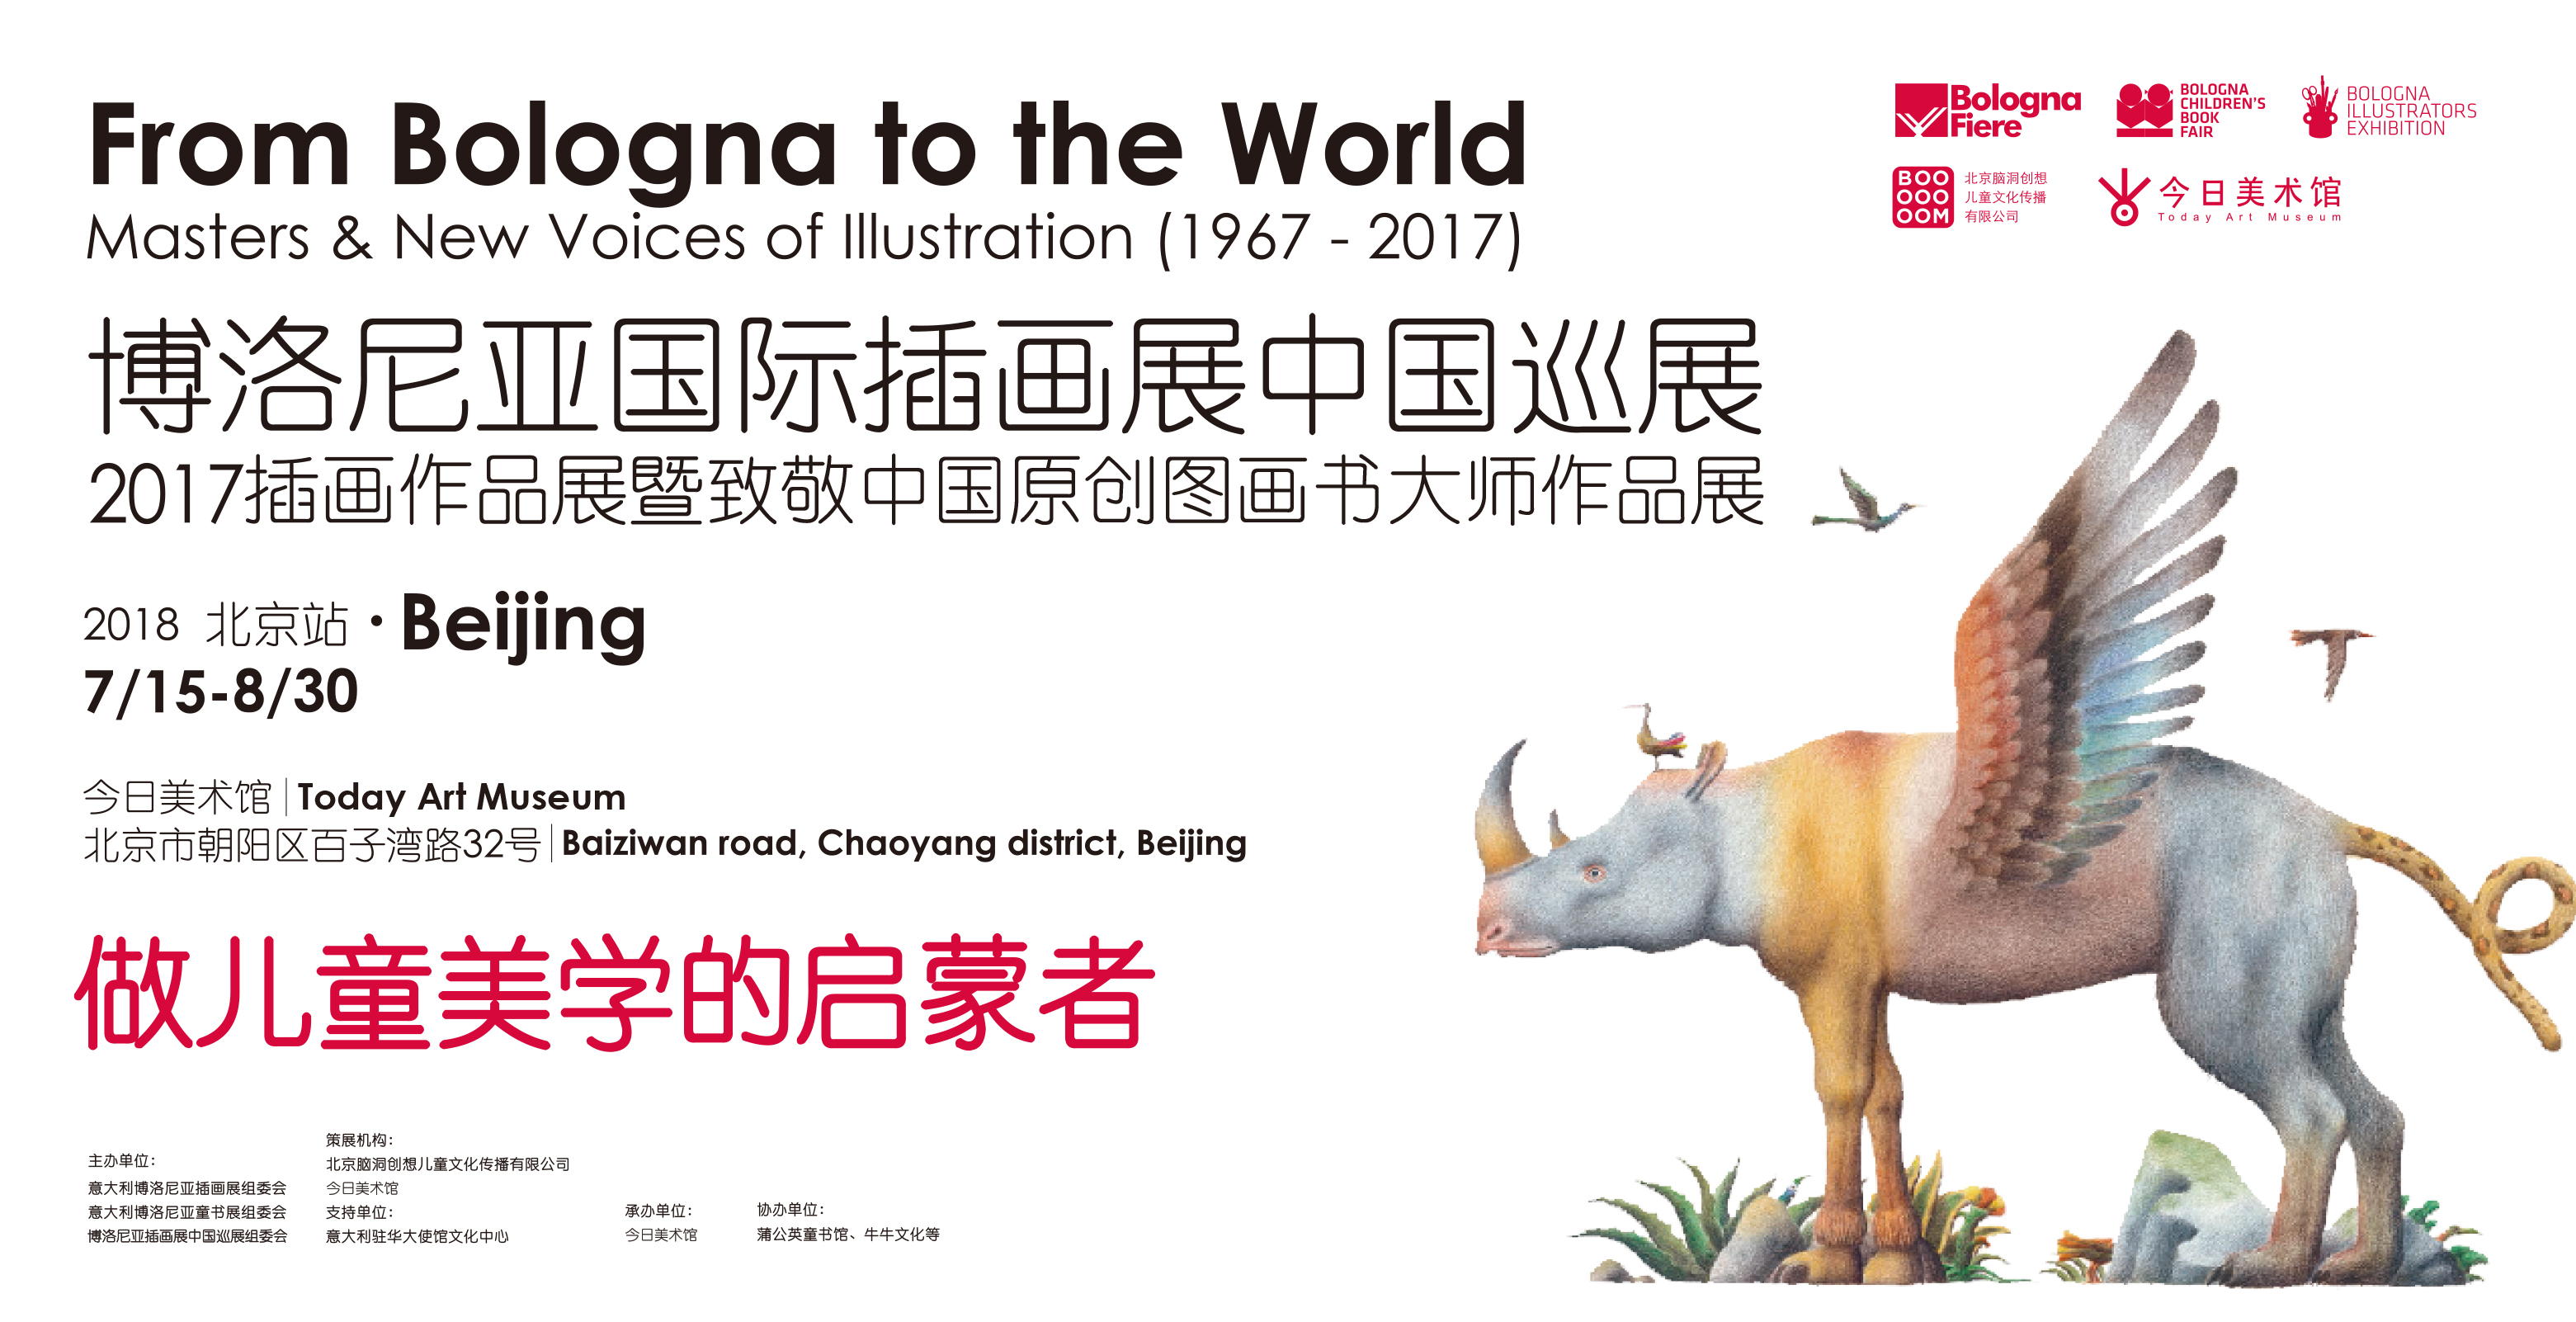 From Bologna to the World
Masters & New Voices of Illustration (1967 - 2017)
博洛尼亚国际插画展中国巡展
2017插画作品展暨致敬中国原创图画书大师作品展
2018 北京站 · Beijing
7/15-8/30
今日美术馆|Today Art Museum
北京市朝阳区百子湾路32号|Baiziwan road, Chaoyang district, Beijing
做儿童美学的启蒙者
主办单位：
意大利博洛尼亚插画展组委会
意大利博洛尼亚童书展组委会
博洛尼亚插画展中国巡展组委会
策展机构：
北京脑洞创想儿童文化传播有限公司
今日美术馆
支持单位：
意大利驻华大使馆文化中心
承办单位：
今日美术馆
协办单位：
蒲公英童书馆、牛牛文化等
Bologna
Fiere
BOLOGNA
CHILDREN'S
BOOK
FAIR
BOLOGNA
ILLUSTRATORS
EXHIBITION
BOO
OOO
OOM
北京脑洞创想
儿童文化传播
有限公司
今日美术馆
Today Art Museum